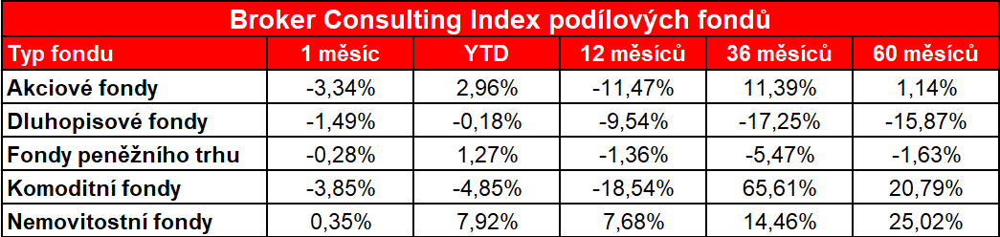 Broker Consulting Index podílových fondů
Typ fondu 1 měsíc YTD 12 měsíců 36 měsíců 60 měsíců
Akciové fondy -3,34% 2,96% -11,47% 11,39% 1,14%
Dluhopisové fondy -1,49% -0,18% -9,54% -17,25% -15,87%
Fondy peněžního trhu -0,28% 1,27% -1,36% -5,47% -1,63%
Komoditní fondy -3,85% -4,85% -18,54% 65,61% 20,79%
Nemovitostní fondy 0,35% 7,92% 7,68% 14,46% 25,02%